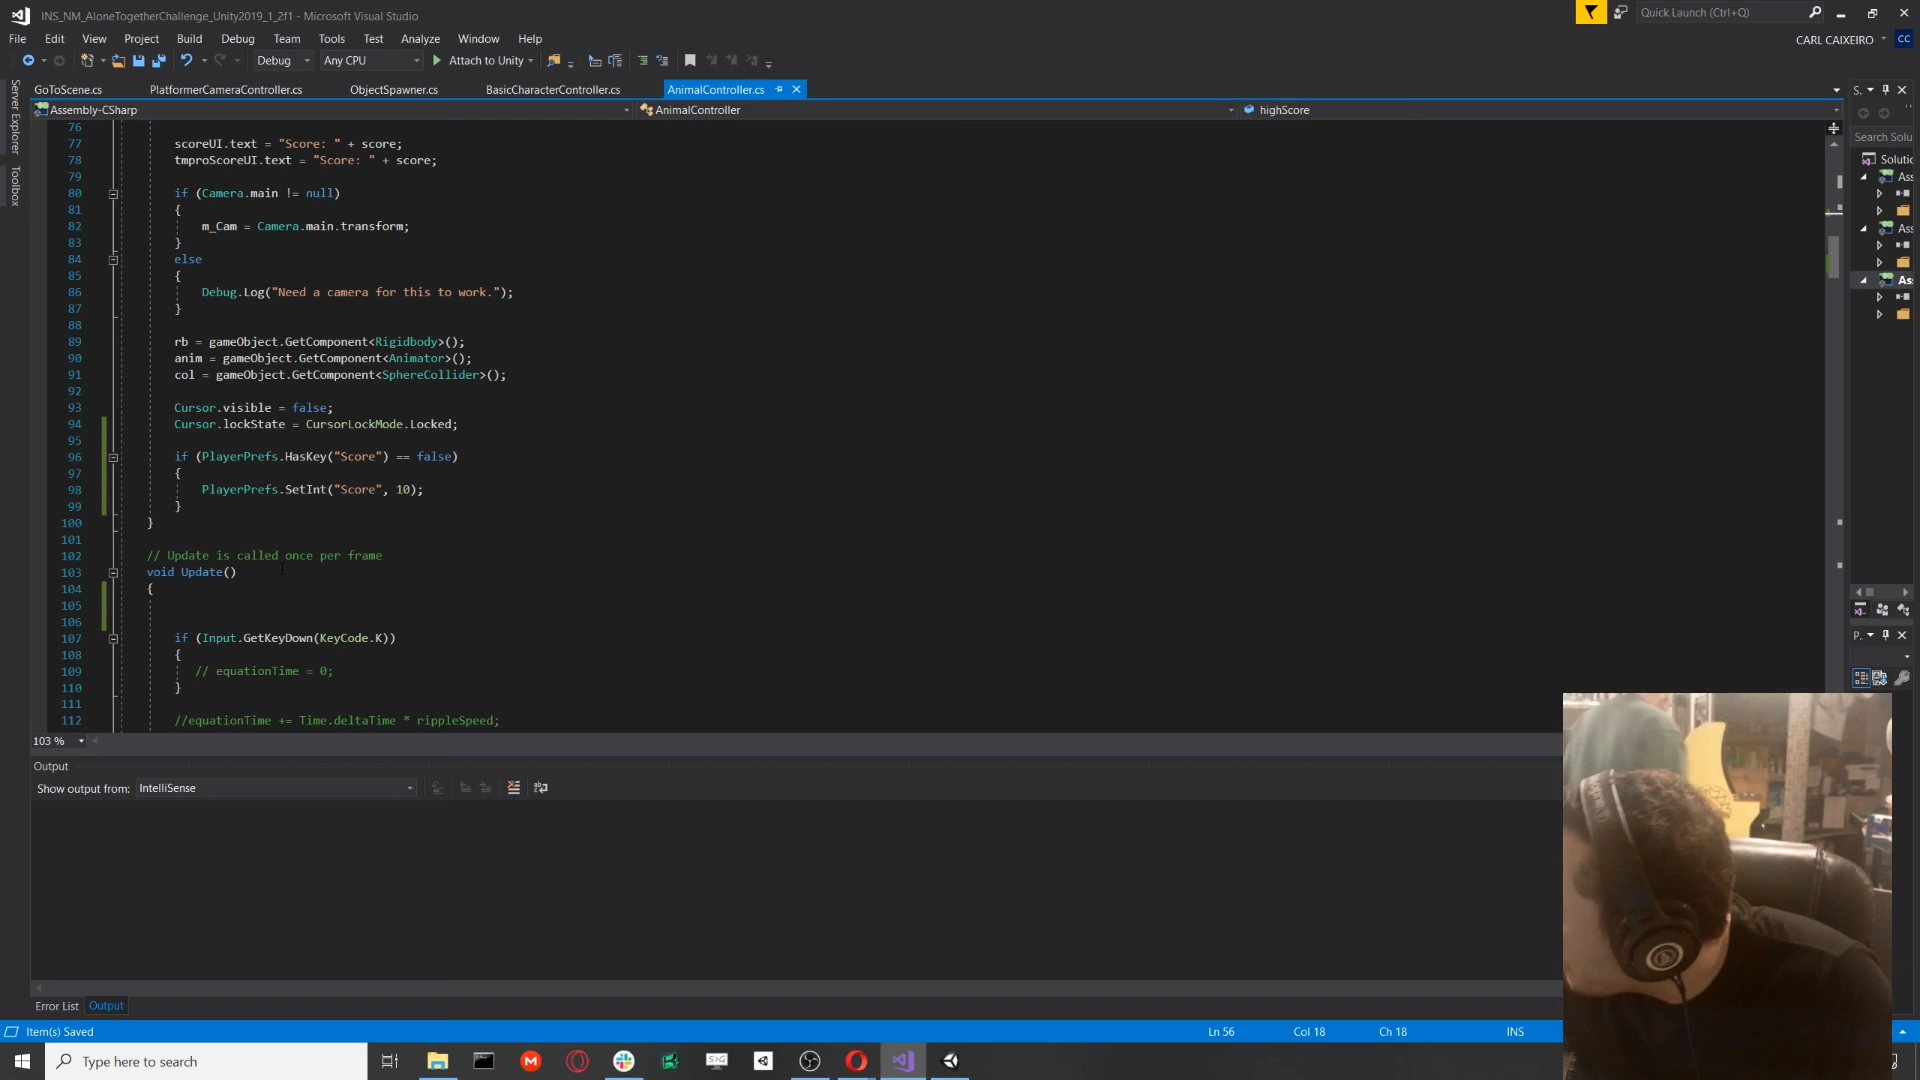 INS_NM_AloneTogetherChallenge_Unity2019_1_2f1 - Microsoft Visual Studio
Quick Launch (Ctrl+Q)
File Edit View Project Build Debug Team Tools Test Analyze Window Help
CARL CAIXEIRO CC
Debug Any CPU Attach to Unity
GoToScene.cs PlatformerCameraController.cs ObjectSpawner.cs BasicCharacterController.cs AnimalController.cs S..
Assembly-CSharp AnimalController highScore
Server Explorer
Toolbox
Search Solu
Solutio
Ass
Ass
Ass
P..
76
77 scoreUI.text = "Score: " + score;
78 tmproScoreUI.text = "Score: " + score;
79
80 if (Camera.main != null)
81 {
82 m_Cam = Camera.main.transform;
83 }
84 else
85 {
86 Debug.Log("Need a camera for this to work.");
87 }
88
89 rb = gameObject.GetComponent<Rigidbody>();
90 anim = gameObject.GetComponent<Animator>();
91 col = gameObject.GetComponent<SphereCollider>();
92
93 Cursor.visible = false;
94 Cursor.lockState = CursorLockMode.Locked;
95
96 if (PlayerPrefs.HasKey("Score") == false)
97 {
98 PlayerPrefs.SetInt("Score", 10);
99 }
100 }
101
102 // Update is called once per frame
103 void Update()
104 {
105
106
107 if (Input.GetKeyDown(KeyCode.K))
108 {
109 // equationTime = 0;
110 }
111
112 //equationTime += Time.deltaTime * rippleSpeed;
103 %
Output
Show output from: IntelliSense
Error List Output
Item(s) Saved Ln 56 Col 18 Ch 18 INS
Type here to search